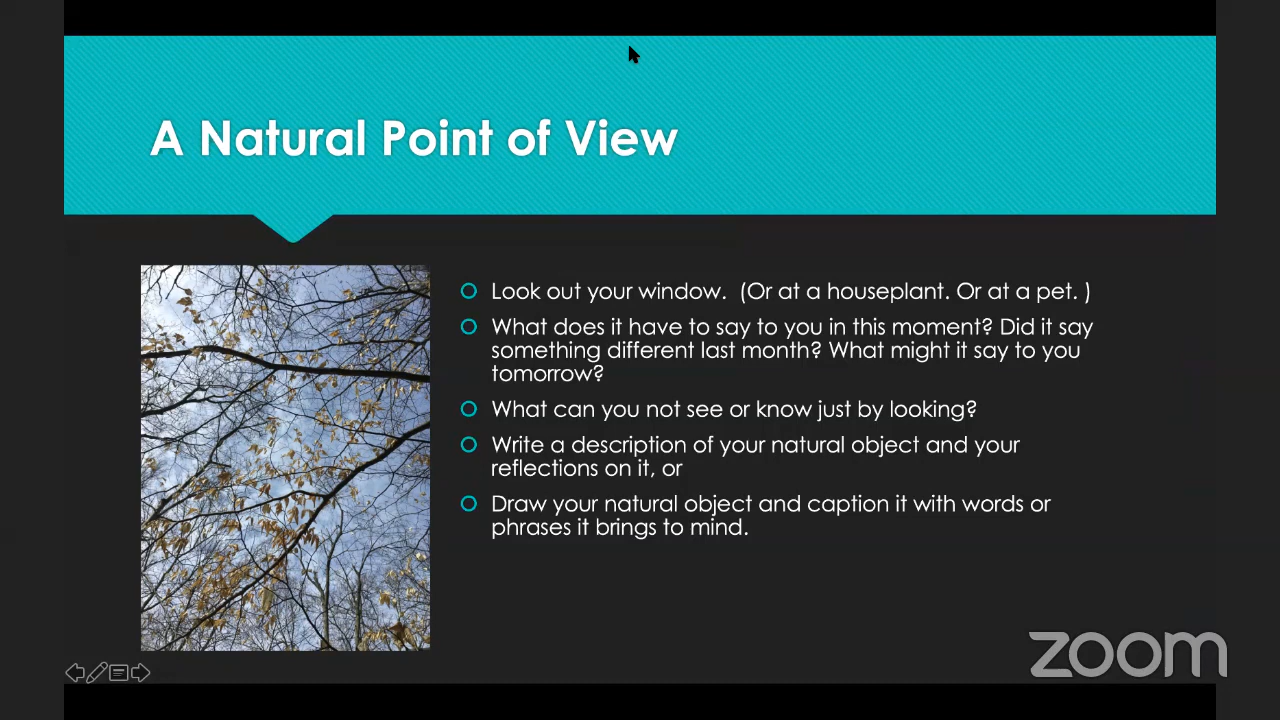 A Natural Point of View
Look out your window.  (Or at a houseplant. Or at a pet. )
What does it have to say to you in this moment? Did it say
something different last month? What might it say to you
tomorrow?
What can you not see or know just by looking?
Write a description of your natural object and your
reflections on it, or
Draw your natural object and caption it with words or
phrases it brings to mind.
zoom